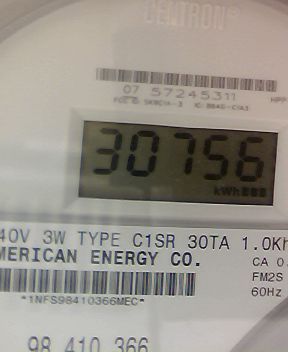 CENTRON®
07 57245311
30756
kWh
40V 3W TYPE C1SR 30TA 1.0Kh
MERICAN ENERGY CO.
CA 0.
FM2S
60Hz
*1NFS98410366MEC*
98 410 366